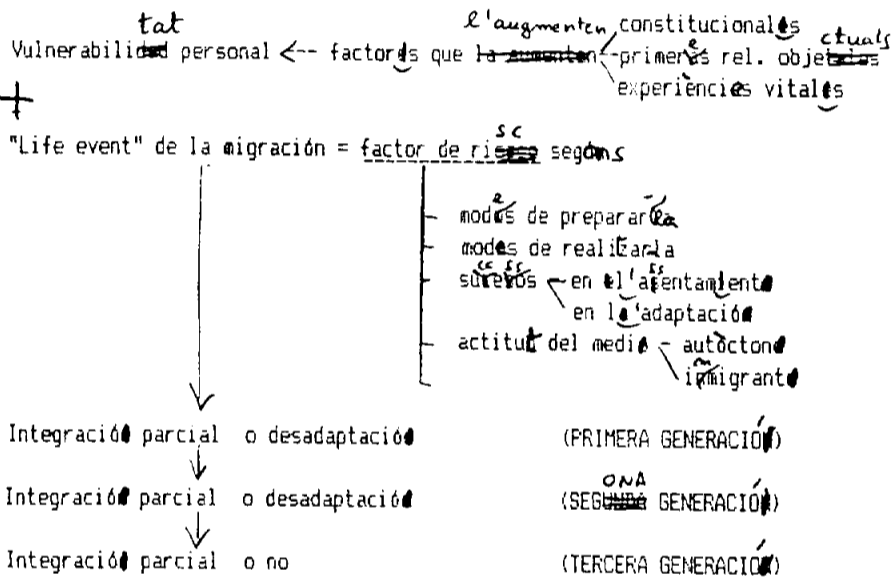 Vulnerabilitat personal <-- factors que l'augmenten constitucionals
primeres rel. objectuals
experiències vitals
+
"Life event" de la migración = factor de risc segons
modes de preparar-la
modes de realitzar-la
successos en l'assentament
en l'adaptació
actitut del medi - autòcton
immigrant
Integració parcial o desadaptació (PRIMERA GENERACIÓ)
Integració parcial o desadaptació (SEGONA GENERACIÓ)
Integració parcial o no (TERCERA GENERACIÓ)